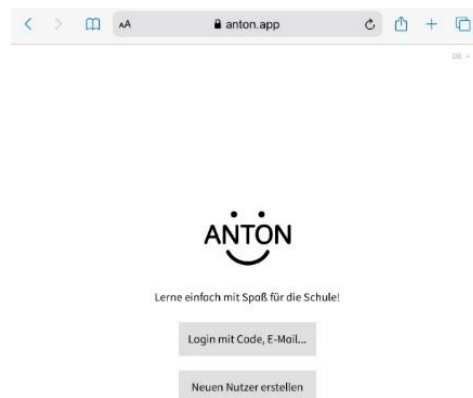 AA
anton.app
DE
ANTON
Lerne einfach mit Spaß für die Schule!
Login mit Code, E-Mail...
Neuen Nutzer erstellen